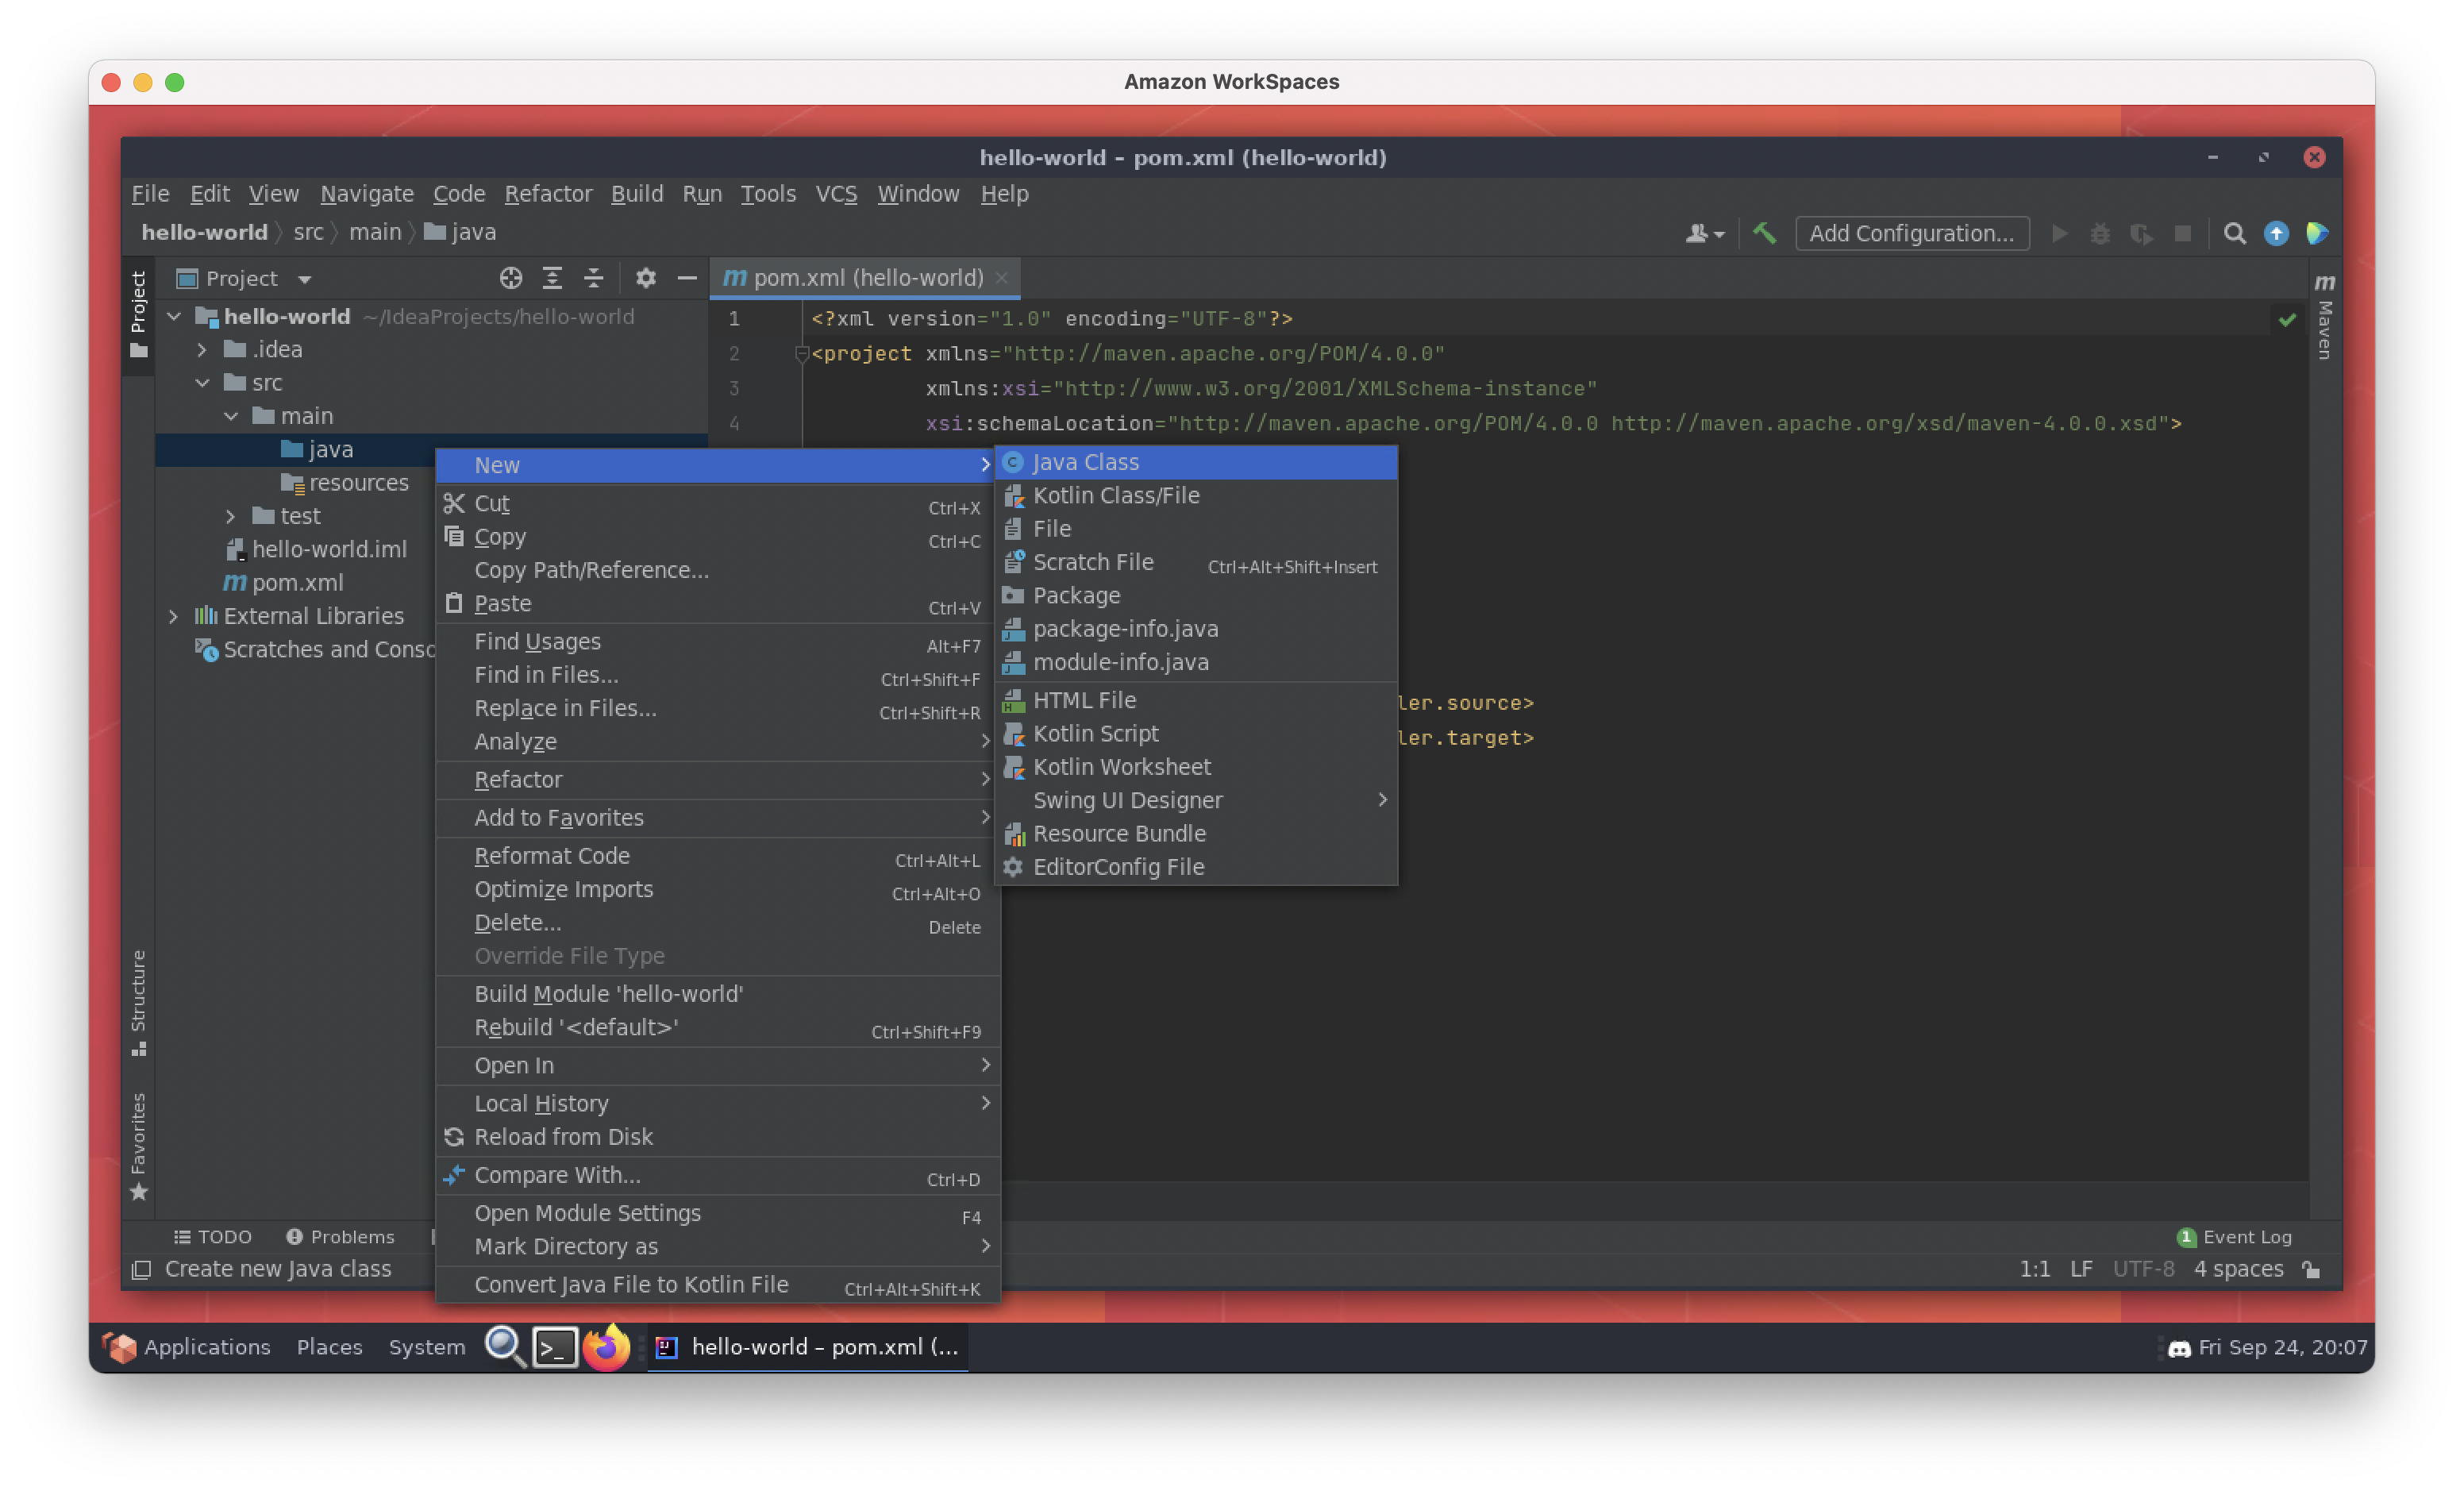 Amazon WorkSpaces
hello-world – pom.xml (hello-world)
File Edit View Navigate Code Refactor Build Run Tools VCS Window Help
hello-world src main java
Add Configuration...
Project
Project
pom.xml (hello-world)
Maven
hello-world ~/IdeaProjects/hello-world
.idea
src
main
java
resources
test
hello-world.iml
pom.xml
External Libraries
Scratches and Consc
1 <?xml version="1.0" encoding="UTF-8"?>
2 <project xmlns="http://maven.apache.org/POM/4.0.0"
3 xmlns:xsi="http://www.w3.org/2001/XMLSchema-instance"
4 xsi:schemaLocation="http://maven.apache.org/POM/4.0.0 http://maven.apache.org/xsd/maven-4.0.0.xsd">
ler.source>
ler.target>
New
Cut Ctrl+X
Copy Ctrl+C
Copy Path/Reference...
Paste Ctrl+V
Find Usages Alt+F7
Find in Files... Ctrl+Shift+F
Replace in Files... Ctrl+Shift+R
Analyze
Refactor
Add to Favorites
Reformat Code Ctrl+Alt+L
Optimize Imports Ctrl+Alt+O
Delete... Delete
Override File Type
Build Module 'hello-world'
Rebuild '<default>' Ctrl+Shift+F9
Open In
Local History
Reload from Disk
Compare With... Ctrl+D
Open Module Settings F4
Mark Directory as
Convert Java File to Kotlin File Ctrl+Alt+Shift+K
Java Class
Kotlin Class/File
File
Scratch File Ctrl+Alt+Shift+Insert
Package
package-info.java
module-info.java
HTML File
Kotlin Script
Kotlin Worksheet
Swing UI Designer
Resource Bundle
EditorConfig File
Structure
Favorites
TODO Problems
1 Event Log
Create new Java class
1:1 LF UTF-8 4 spaces
Applications Places System
hello-world – pom.xml (...
Fri Sep 24, 20:07